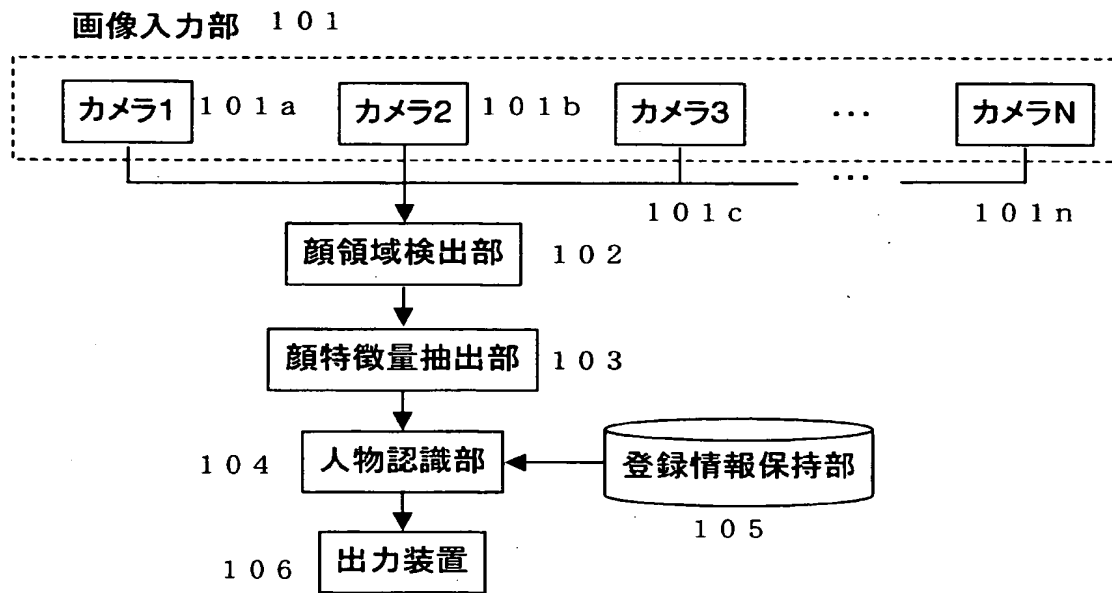 画像入力部 １０１
カメラ1 １０１a カメラ2 １０１b カメラ3 … カメラN
…
１０１c １０１n
顔領域検出部 １０２
顔特徴量抽出部 １０３
１０４ 人物認識部 登録情報保持部
１０５
１０６ 出力装置